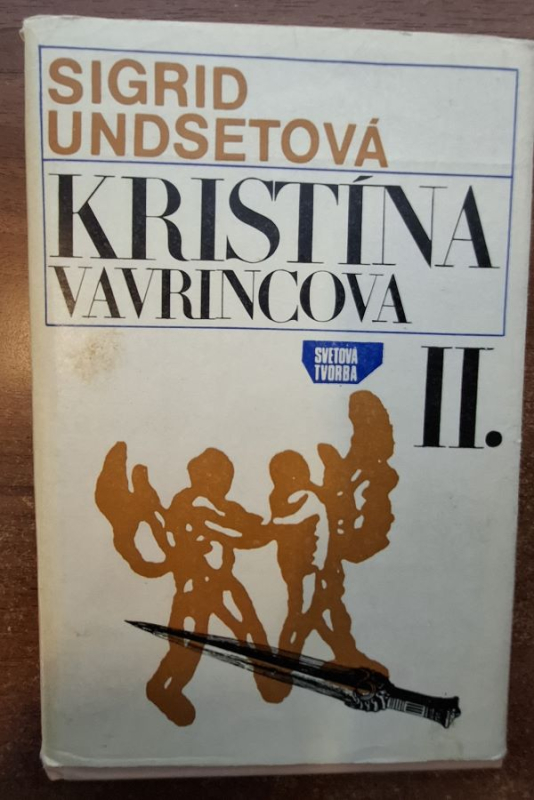 SIGRID
UNDSETOVÁ
KRISTÍNA
VAVRINCOVA
SVETOVÁ
TVORBA
II.